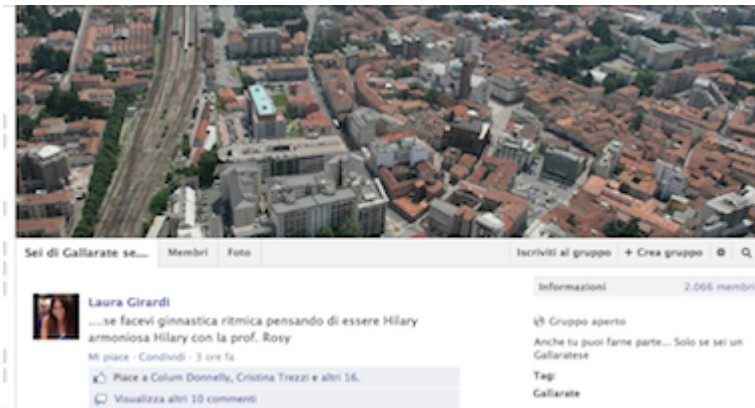 Sei di Gallarate se.... Membri Foto Iscriviti al gruppo + Crea gruppo
Laura Girardi
....se facevi ginnastica ritmica pensando di essere Hilary
armoniosa Hilary con la prof. Rosy
Mi piace · Condividi · 3 ore fa
Piace a Colum Donnelly, Cristina Trezzi e altri 16.
Visualizza altri 10 commenti
Informazioni 2.066 membri
Gruppo aperto
Anche tu puoi farne parte... Solo se sei un
Gallaratese
Tag:
Gallarate